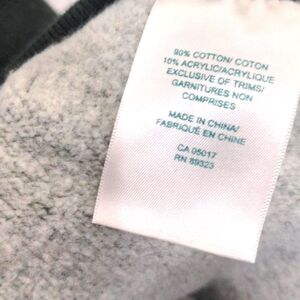 90% COTTON/ COTON
10% ACRYLIC/ACRYLIQUE
EXCLUSIVE OF TRIMS/
GARNITURES NON
COMPRISES
MADE IN CHINA/
FABRIQUÉ EN CHINE
CA 05017
RN 89323